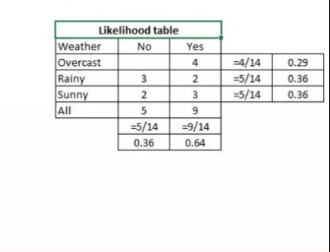 Likelihood table
Weather No Yes
Overcast 4 =4/14 0.29
Rainy 3 2 =5/14 0.36
Sunny 2 3 =5/14 0.36
All 5 9
=5/14 =9/14
0.36 0.64